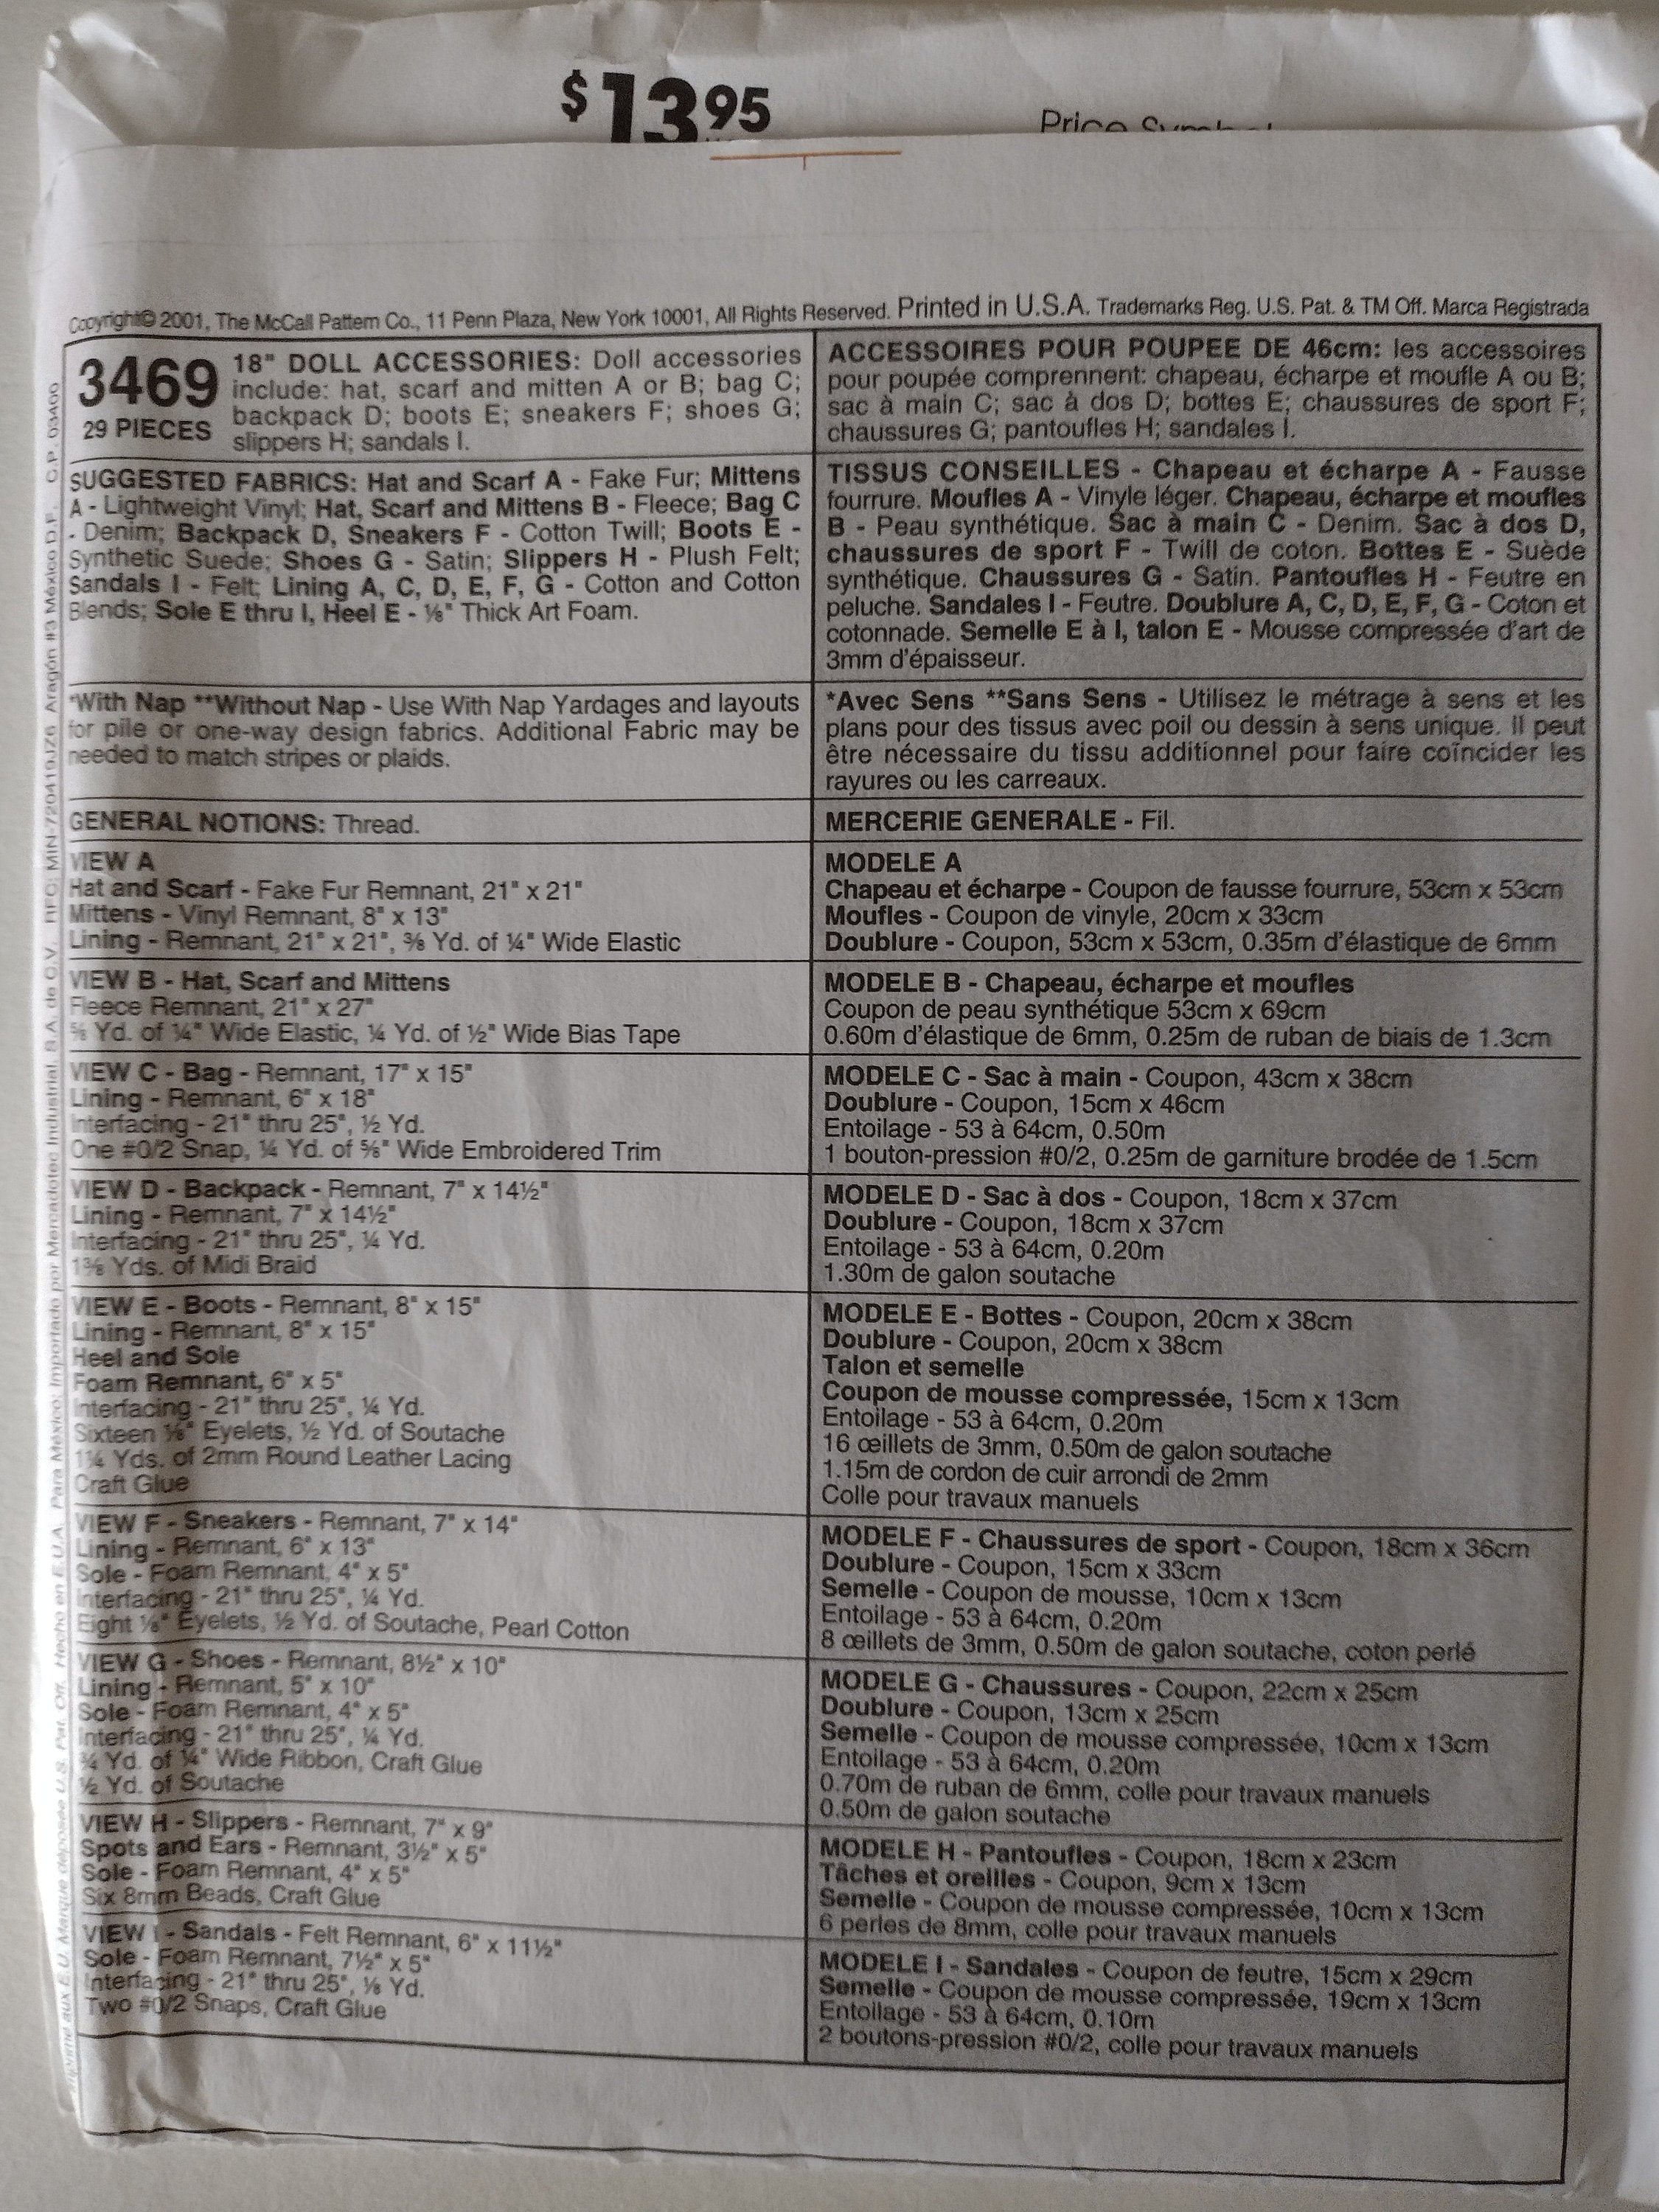 $13.95
Copyright© 2001, The McCall Pattern Co., 11 Penn Plaza, New York 10001, All Rights Reserved. Printed in U.S.A. Trademarks Reg. U.S. Pat. & TM Off. Marca Registrada
3469
29 PIECES
18" DOLL ACCESSORIES: Doll accessories
include: hat, scarf and mitten A or B; bag C;
backpack D; boots E; sneakers F; shoes G;
slippers H; sandals I.
SUGGESTED FABRICS: Hat and Scarf A - Fake Fur; Mittens
A - Lightweight Vinyl; Hat, Scarf and Mittens B - Fleece; Bag C
- Denim; Backpack D, Sneakers F - Cotton Twill; Boots E -
Synthetic Suede; Shoes G - Satin; Slippers H - Plush Felt;
Sandals I - Felt; Lining A, C, D, E, F, G - Cotton and Cotton
Blends; Sole E thru I, Heel E - ⅛" Thick Art Foam.
*With Nap **Without Nap - Use With Nap Yardages and layouts
for pile or one-way design fabrics. Additional Fabric may be
needed to match stripes or plaids.
GENERAL NOTIONS: Thread.
VIEW A
Hat and Scarf - Fake Fur Remnant, 21" x 21"
Mittens - Vinyl Remnant, 8" x 13"
Lining - Remnant, 21" x 21", ⅜ Yd. of ¼" Wide Elastic
VIEW B - Hat, Scarf and Mittens
Fleece Remnant, 21" x 27"
⅝ Yd. of ¼" Wide Elastic, ¼ Yd. of ½" Wide Bias Tape
VIEW C - Bag - Remnant, 17" x 15"
Lining - Remnant, 6" x 18"
Interfacing - 21" thru 25", ½ Yd.
One #0/2 Snap, ¼ Yd. of ⅝" Wide Embroidered Trim
VIEW D - Backpack - Remnant, 7" x 14½"
Lining - Remnant, 7" x 14½"
Interfacing - 21" thru 25", ¼ Yd.
1⅜ Yds. of Midi Braid
VIEW E - Boots - Remnant, 8" x 15"
Lining - Remnant, 8" x 15"
Heel and Sole
Foam Remnant, 6" x 5"
Interfacing - 21" thru 25", ¼ Yd.
Sixteen ⅛" Eyelets, ½ Yd. of Soutache
1¼ Yds. of 2mm Round Leather Lacing
Craft Glue
VIEW F - Sneakers - Remnant, 7" x 14"
Lining - Remnant, 6" x 13"
Sole - Foam Remnant, 4" x 5"
Interfacing - 21" thru 25", ¼ Yd.
Eight ⅛" Eyelets, ½ Yd. of Soutache, Pearl Cotton
VIEW G - Shoes - Remnant, 8½" x 10"
Lining - Remnant, 5" x 10"
Sole - Foam Remnant, 4" x 5"
Interfacing - 21" thru 25", ¼ Yd.
¾ Yd. of ¼" Wide Ribbon, Craft Glue
½ Yd. of Soutache
VIEW H - Slippers - Remnant, 7" x 9"
Spots and Ears - Remnant, 3½" x 5"
Sole - Foam Remnant, 4" x 5"
Six 8mm Beads, Craft Glue
VIEW I - Sandals - Felt Remnant, 6" x 11½"
Sole - Foam Remnant, 7½" x 5"
Interfacing - 21" thru 25", ⅛ Yd.
Two #0/2 Snaps, Craft Glue
ACCESSOIRES POUR POUPEE DE 46cm: les accessoires
pour poupée comprennent: chapeau, écharpe et moufle A ou B;
sac à main C; sac à dos D; bottes E; chaussures de sport F;
chaussures G; pantoufles H; sandales I.
TISSUS CONSEILLES - Chapeau et écharpe A - Fausse
fourrure. Moufles A - Vinyle léger. Chapeau, écharpe et moufles
B - Peau synthétique. Sac à main C - Denim. Sac à dos D,
chaussures de sport F - Twill de coton. Bottes E - Suède
synthétique. Chaussures G - Satin. Pantoufles H - Feutre en
peluche. Sandales I - Feutre. Doublure A, C, D, E, F, G - Coton et
cotonnade. Semelle E à I, talon E - Mousse compressée d'art de
3mm d'épaisseur.
*Avec Sens **Sans Sens - Utilisez le métrage à sens et les
plans pour des tissus avec poil ou dessin à sens unique. Il peut
être nécessaire du tissu additionnel pour faire coïncider les
rayures ou les carreaux.
MERCERIE GENERALE - Fil.
MODELE A
Chapeau et écharpe - Coupon de fausse fourrure, 53cm x 53cm
Moufles - Coupon de vinyle, 20cm x 33cm
Doublure - Coupon, 53cm x 53cm, 0.35m d'élastique de 6mm
MODELE B - Chapeau, écharpe et moufles
Coupon de peau synthétique 53cm x 69cm
0.60m d'élastique de 6mm, 0.25m de ruban de biais de 1.3cm
MODELE C - Sac à main - Coupon, 43cm x 38cm
Doublure - Coupon, 15cm x 46cm
Entoilage - 53 à 64cm, 0.50m
1 bouton-pression #0/2, 0.25m de garniture brodée de 1.5cm
MODELE D - Sac à dos - Coupon, 18cm x 37cm
Doublure - Coupon, 18cm x 37cm
Entoilage - 53 à 64cm, 0.20m
1.30m de galon soutache
MODELE E - Bottes - Coupon, 20cm x 38cm
Doublure - Coupon, 20cm x 38cm
Talon et semelle
Coupon de mousse compressée, 15cm x 13cm
Entoilage - 53 à 64cm, 0.20m
16 œillets de 3mm, 0.50m de galon soutache
1.15m de cordon de cuir arrondi de 2mm
Colle pour travaux manuels
MODELE F - Chaussures de sport - Coupon, 18cm x 36cm
Doublure - Coupon, 15cm x 33cm
Semelle - Coupon de mousse, 10cm x 13cm
Entoilage - 53 à 64cm, 0.20m
8 œillets de 3mm, 0.50m de galon soutache, coton perlé
MODELE G - Chaussures - Coupon, 22cm x 25cm
Doublure - Coupon, 13cm x 25cm
Semelle - Coupon de mousse compressée, 10cm x 13cm
Entoilage - 53 à 64cm, 0.20m
0.70m de ruban de 6mm, colle pour travaux manuels
0.50m de galon soutache
MODELE H - Pantoufles - Coupon, 18cm x 23cm
Tâches et oreilles - Coupon, 9cm x 13cm
Semelle - Coupon de mousse compressée, 10cm x 13cm
6 perles de 8mm, colle pour travaux manuels
MODELE I - Sandales - Coupon de feutre, 15cm x 29cm
Semelle - Coupon de mousse compressée, 19cm x 13cm
Entoilage - 53 à 64cm, 0.10m
2 boutons-pression #0/2, colle pour travaux manuels